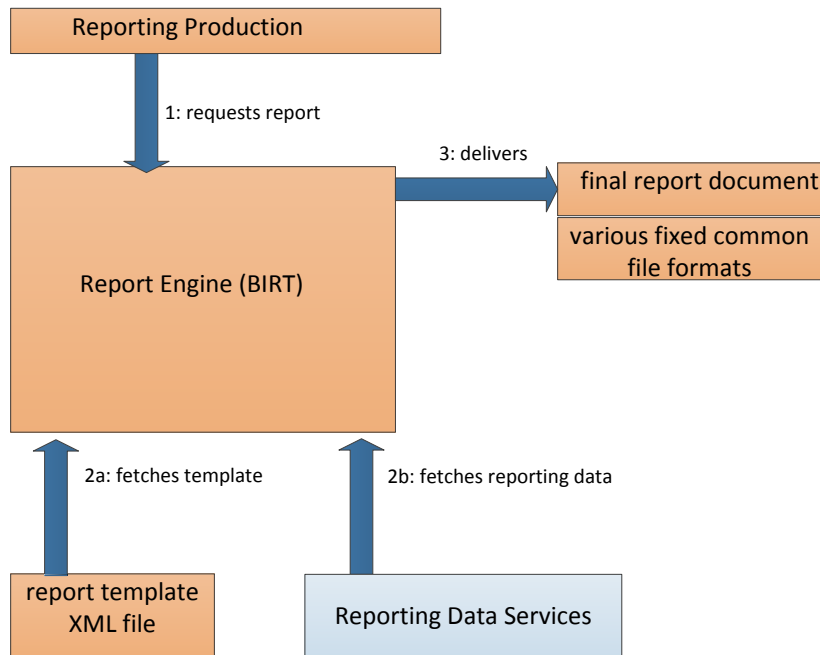 Reporting Production
1: requests report
3: delivers
final report document
various fixed common
file formats
Report Engine (BIRT)
2a: fetches template
2b: fetches reporting data
report template
XML file
Reporting Data Services